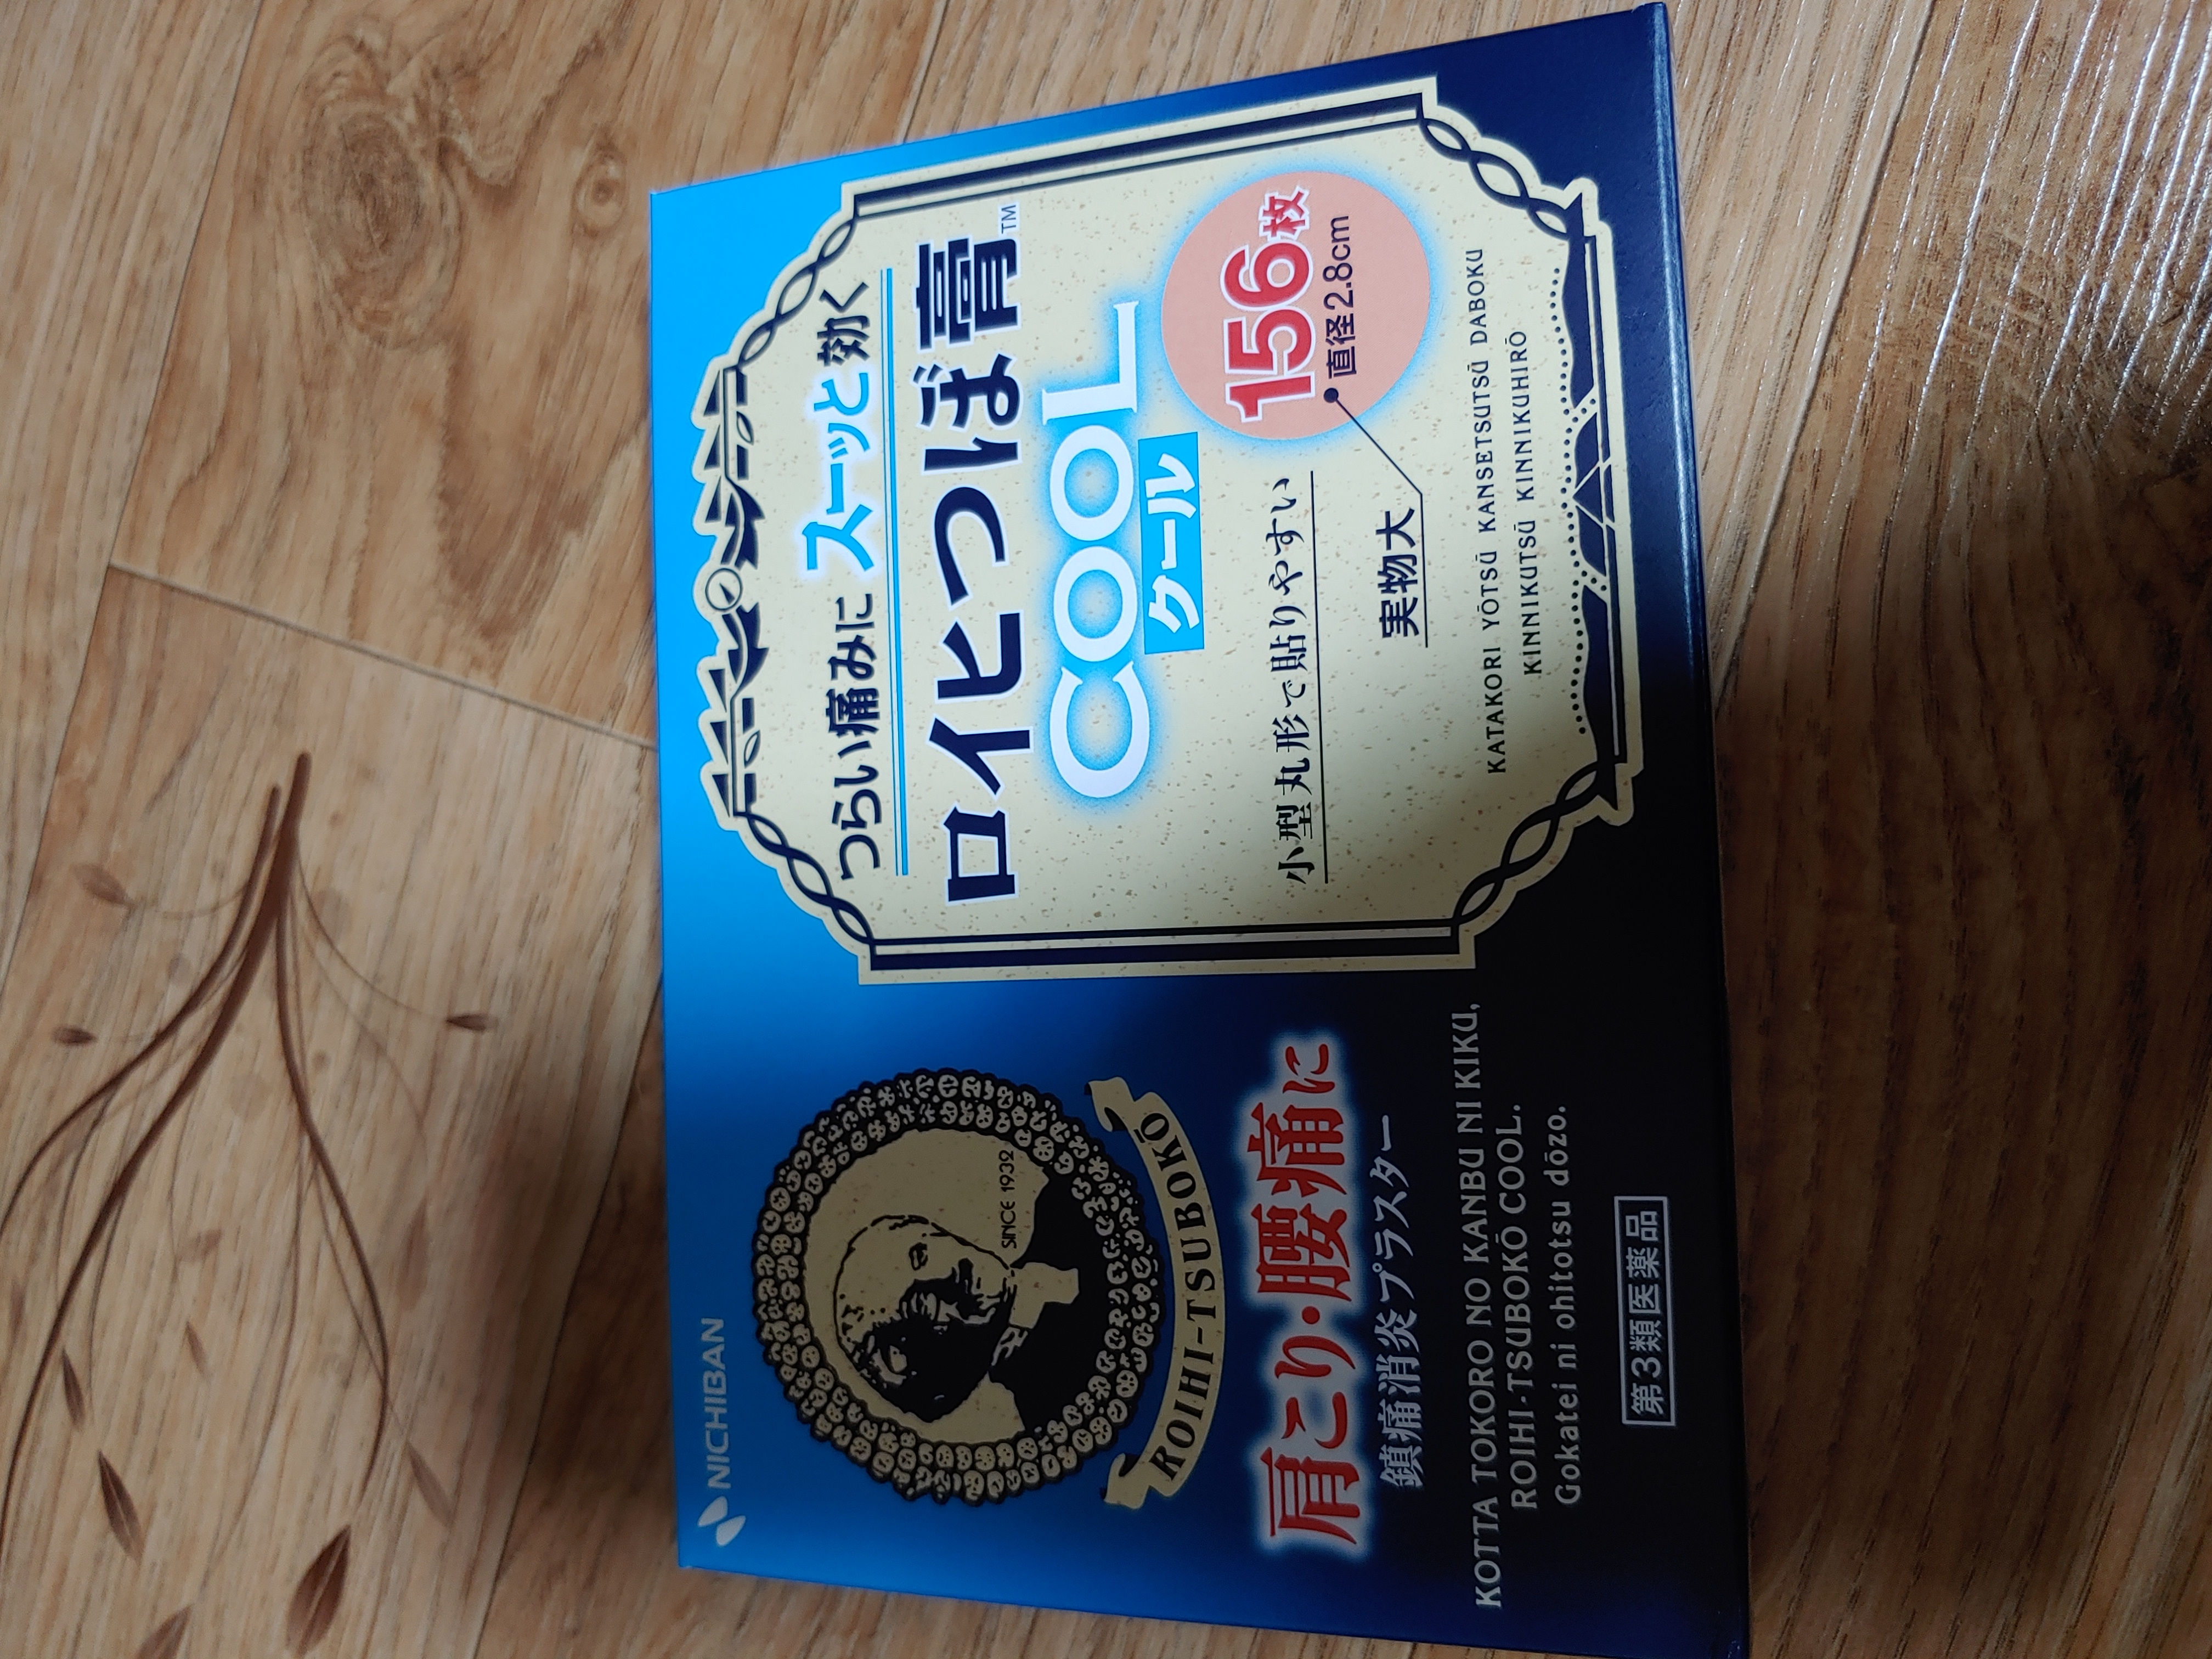 NICHIBAN
SINCE 1932
ROIHI-TSUBOKŌ
肩こり・腰痛に
鎮痛消炎プラスター
KOTTA TOKORO NO KANBU NI KIKU,
ROIHI-TSUBOKŌ COOL.
Gokatei ni ohitotsu dōzo.
第3類医薬品
つらい痛みにスーッと効く
ロイヒつぼ膏™
COOL
クール
156枚
直径2.8cm
小型丸形で貼りやすい
実物大
KATAKORI YŌTSŪ KANSETSUTSŪ DABOKU
KINNIKUTSŪ KINNIKUHIRŌ